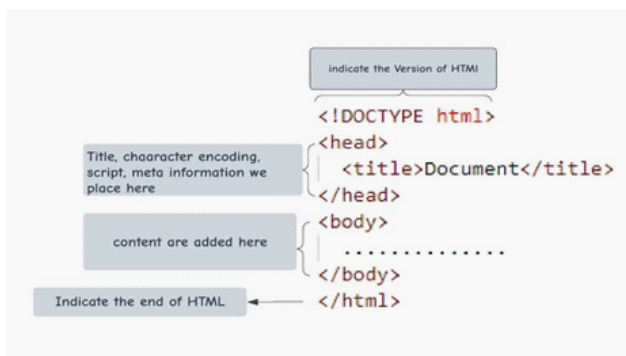 indicate the Version of HTMl
<!DOCTYPE html>
<head>
Title, chaaracter encoding,
script, meta information we
place here
<title>Document</title>
</head>
<body>
content are added here
..............
</body>
Indicate the end of HTML
</html>